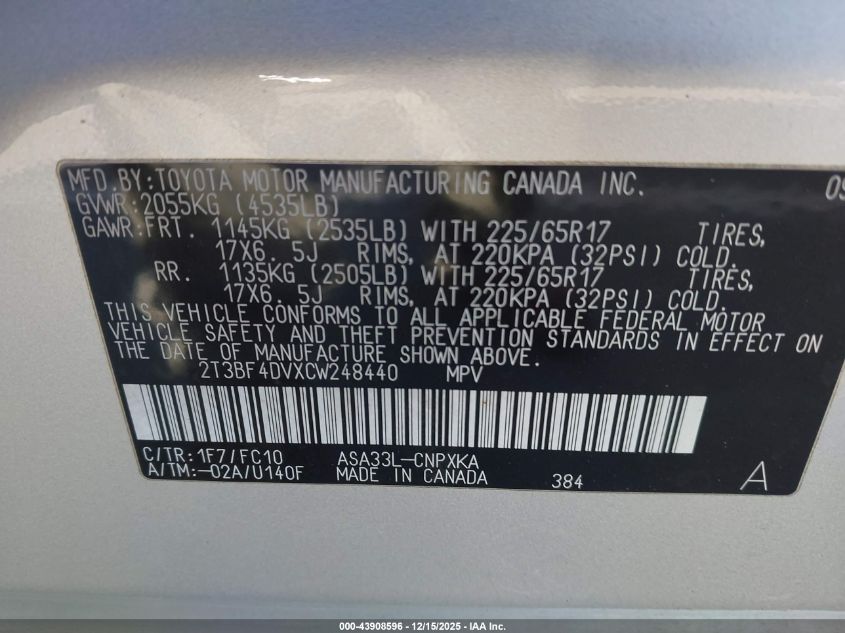 MFD.BY:TOYOTA MOTOR MANUFACTURING CANADA INC.
GVWR:2055KG (4535LB)
GAWR:FRT. 1145KG (2535LB) WITH 225/65R17 TIRES,
17X6. 5J RIMS, AT 220KPA (32PSI) COLD.
RR. 1135KG (2505LB) WITH 225/65R17 TIRES,
17X6. 5J RIMS, AT 220KPA (32PSI) COLD.
THIS VEHICLE CONFORMS TO ALL APPLICABLE FEDERAL MOTOR
VEHICLE SAFETY AND THEFT PREVENTION STANDARDS IN EFFECT ON
THE DATE OF MANUFACTURE SHOWN ABOVE.
2T3BF4DVXCW248440 MPV
C/TR:1F7/FC10 ASA33L-CNPXKA
A/TM:-02A/U140F MADE IN CANADA 384 A
000-43908596 - 12/15/2025 - IAA Inc.